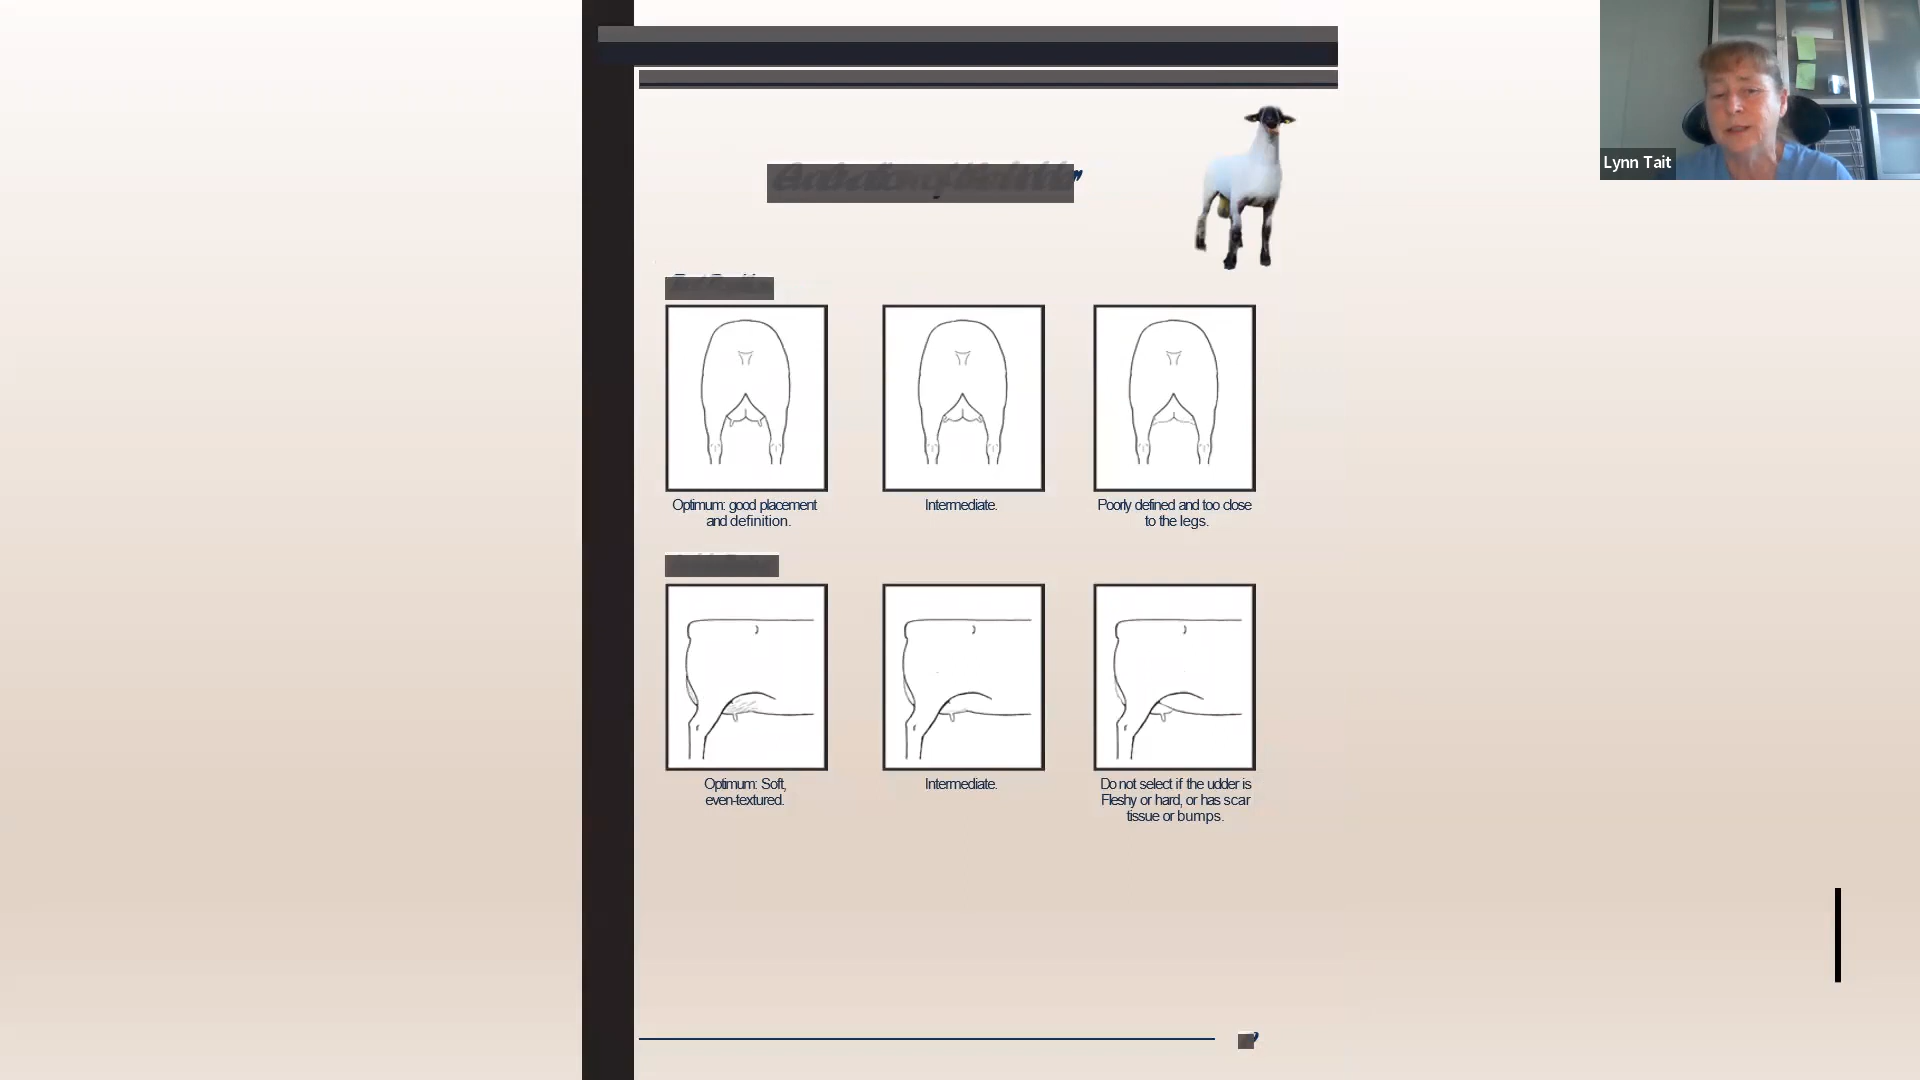 Lynn Tait
Optimum: good placement
and definition.
Intermediate.
Poorly defined and too close
to the legs.
Optimum: Soft,
even-textured.
Intermediate.
Do not select if the udder is
Fleshy or hard, or has scar
tissue or bumps.